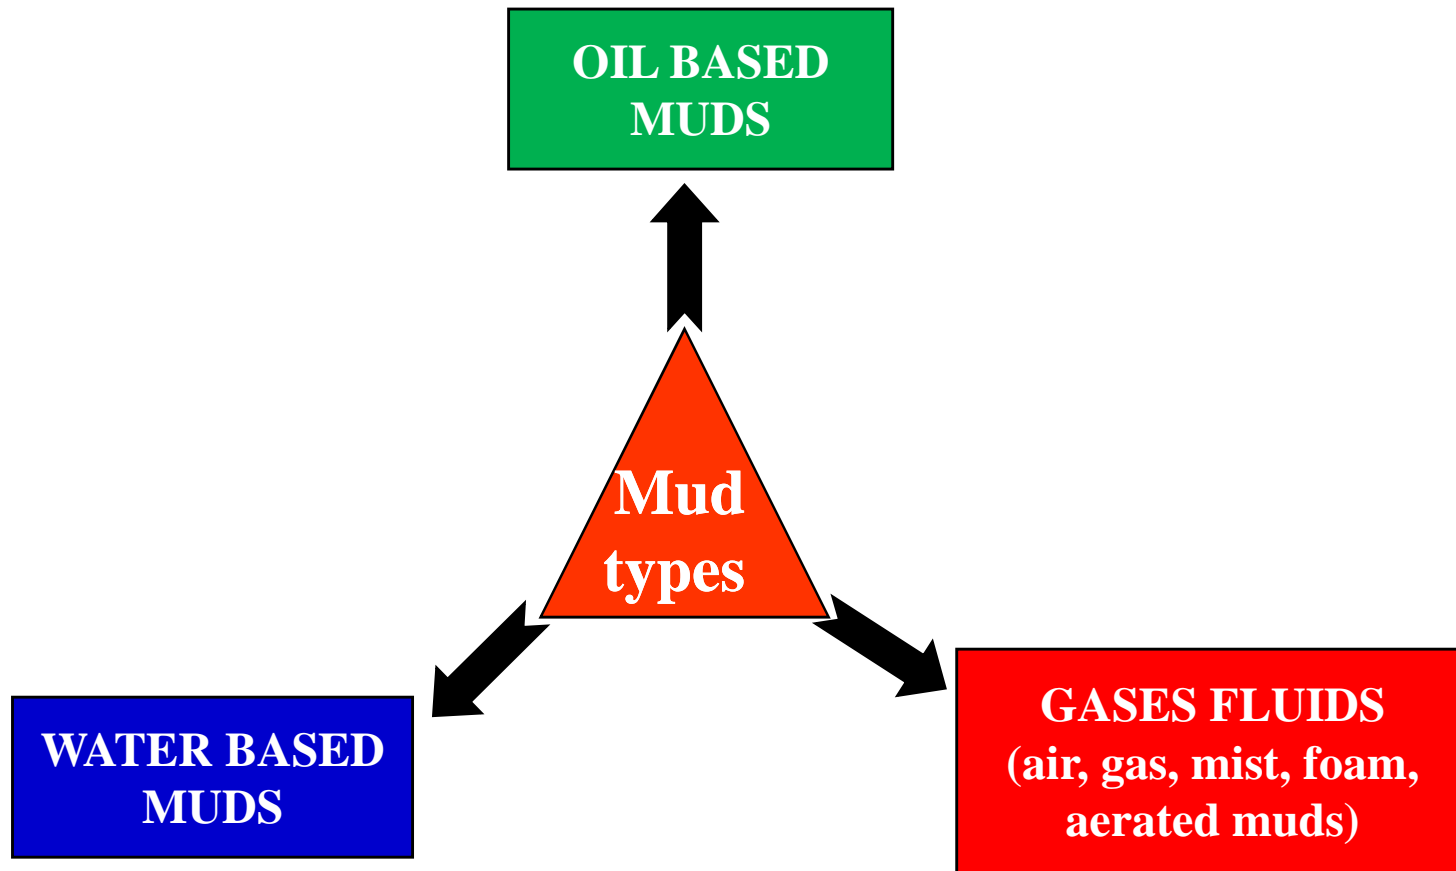 OIL BASED
MUDS
Mud
types
WATER BASED
MUDS
GASES FLUIDS
(air, gas, mist, foam,
aerated muds)